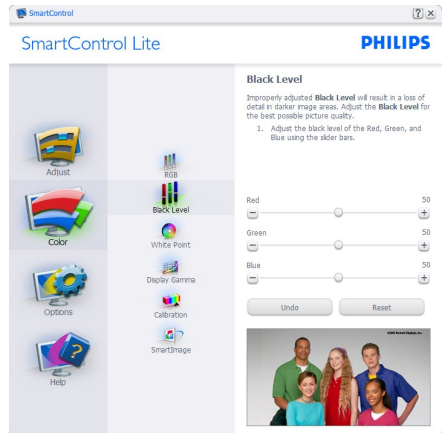 SmartControl
SmartControl Lite
PHILIPS
Adjust
Color
Options
Help
RGB
Black Level
White Point
Display Gamma
Calibration
SmartImage
Black Level
Improperly adjusted Black Level will result in a loss of
detail in darker image areas. Adjust the Black Level for
the best possible picture quality.
1. Adjust the black level of the Red, Green, and
Blue using the slider bars.
Red 50
Green 50
Blue 50
Undo
Reset